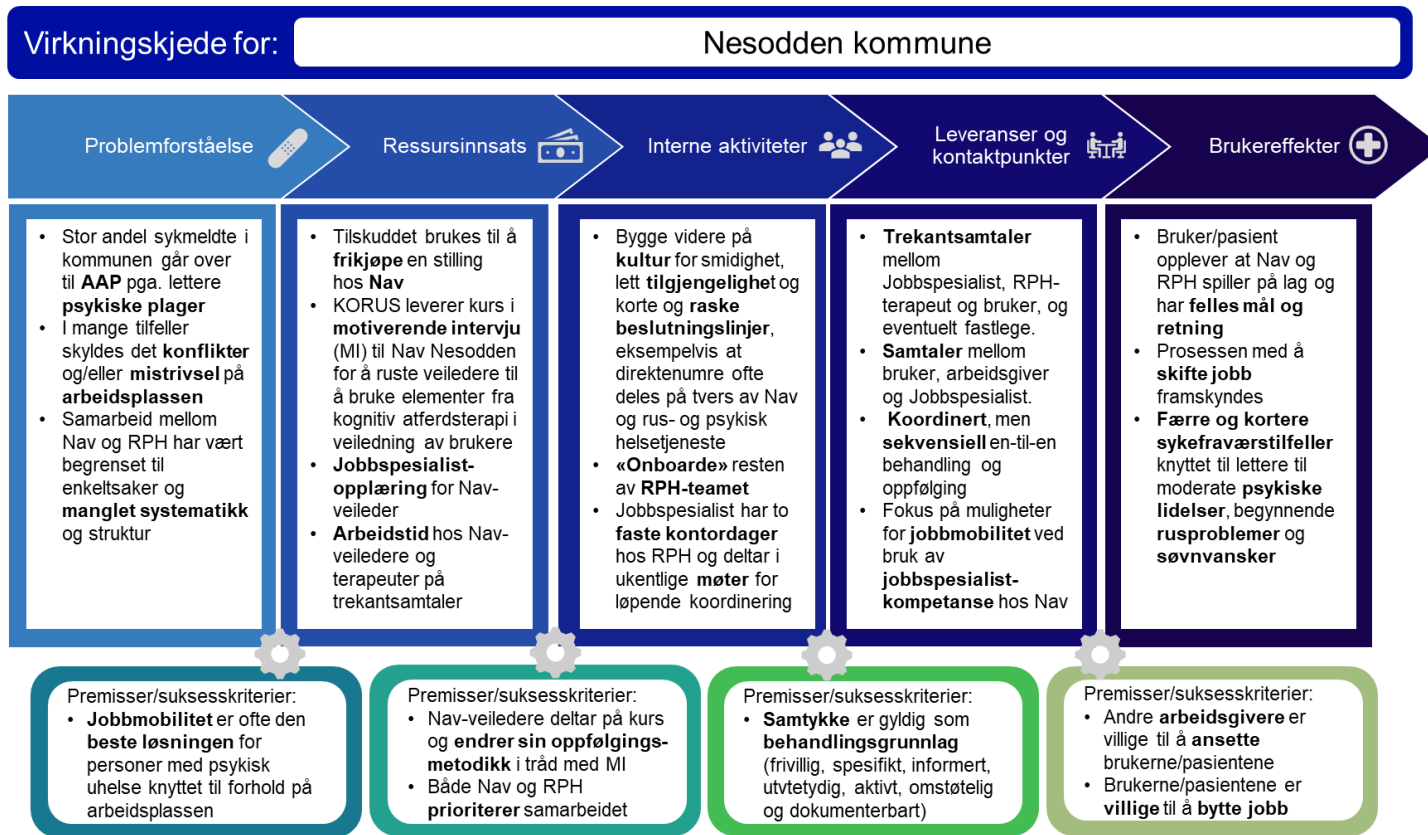 Virkningskjede for:
Nesodden kommune
Problemforståelse
Ressursinnsats
Interne aktiviteter
Leveranser og
kontaktpunkter
Brukereffekter
• Stor andel sykmeldte i
kommunen går over
til AAP pga. lettere
psykiske plager
• I mange tilfeller
skyldes det konflikter
og/eller mistrivsel på
arbeidsplassen
• Samarbeid mellom
Nav og RPH har vært
begrenset til
enkeltsaker og
manglet systematikk
og struktur
• Tilskuddet brukes til å
frikjøpe en stilling
hos Nav
• KORUS leverer kurs i
motiverende intervju
(MI) til Nav Nesodden
for å ruste veiledere til
å bruke elementer fra
kognitiv atferdsterapi i
veiledning av brukere
• Jobbspesialist-
opplæring for Nav-
veileder
• Arbeidstid hos Nav-
veiledere og
terapeuter på
trekantsamtaler
• Bygge videre på
kultur for smidighet,
lett tilgjengelighet og
korte og raske
beslutningslinjer,
eksempelvis at
direktenumre ofte
deles på tvers av Nav
og rus- og psykisk
helsetjeneste
• «Onboarde» resten
av RPH-teamet
• Jobbspesialist har to
faste kontordager
hos RPH og deltar i
ukentlige møter for
løpende koordinering
• Trekantsamtaler
mellom
Jobbspesialist, RPH-
terapeut og bruker, og
eventuelt fastlege.
• Samtaler mellom
bruker, arbeidsgiver
og Jobbspesialist.
• Koordinert, men
sekvensiell en-til-en
behandling og
oppfølging
• Fokus på muligheter
for jobbmobilitet ved
bruk av
jobbspesialist-
kompetanse hos Nav
• Bruker/pasient
opplever at Nav og
RPH spiller på lag og
har felles mål og
retning
• Prosessen med å
skifte jobb
framskyndes
• Færre og kortere
sykefraværstilfeller
knyttet til lettere til
moderate psykiske
lidelser, begynnende
rusproblemer og
søvnvansker
Premisser/suksesskriterier:
• Jobbmobilitet er ofte den
beste løsningen for
personer med psykisk
uhelse knyttet til forhold på
arbeidsplassen
Premisser/suksesskriterier:
• Nav-veiledere deltar på kurs
og endrer sin oppfølgings-
metodikk i tråd med MI
• Både Nav og RPH
prioriterer samarbeidet
Premisser/suksesskriterier:
• Samtykke er gyldig som
behandlingsgrunnlag
(frivillig, spesifikt, informert,
utvtetydig, aktivt, omstøtelig
og dokumenterbart)
Premisser/suksesskriterier:
• Andre arbeidsgivere er
villige til å ansette
brukerne/pasientene
• Brukerne/pasientene er
villige til å bytte jobb